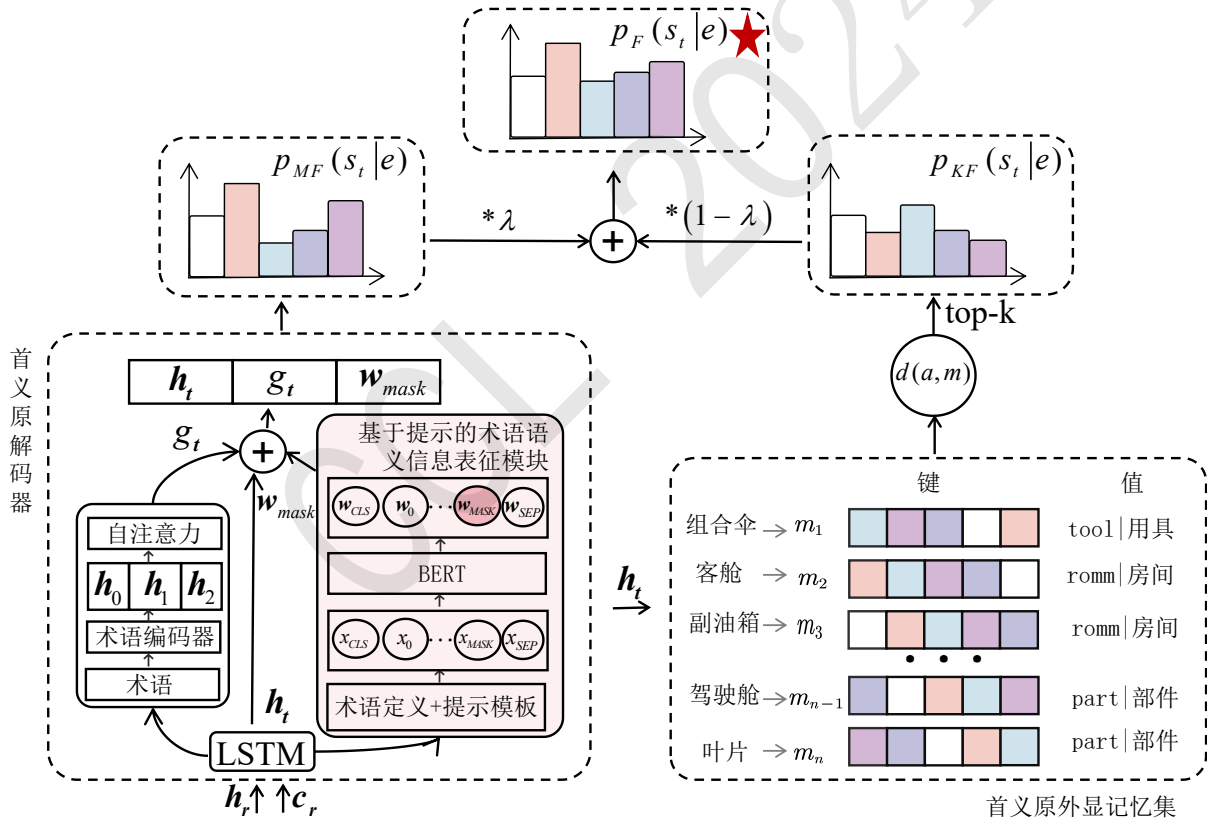 p_F(s_t|e)
p_MF(s_t|e)
p_KF(s_t|e)
*λ
+
*(1-λ)
top-k
d(a,m)
首义原解码器
h_t g_t w_mask
g_t
+
w_mask
基于提示的术语语
义信息表征模块
w_CLS w_0 ··· w_MASK w_SEP
BERT
x_CLS x_0 ··· x_MASK x_SEP
术语定义+提示模板
自注意力
h_0 h_1 h_2
术语编码器
术语
h_t
LSTM
h_r c_r
h_t
键 值
组合伞 → m_1 tool|用具
客舱 → m_2 romm|房间
副油箱 → m_3 romm|房间
• • •
驾驶舱 → m_n-1 part|部件
叶片 → m_n part|部件
首义原外显记忆集
CCL 2024